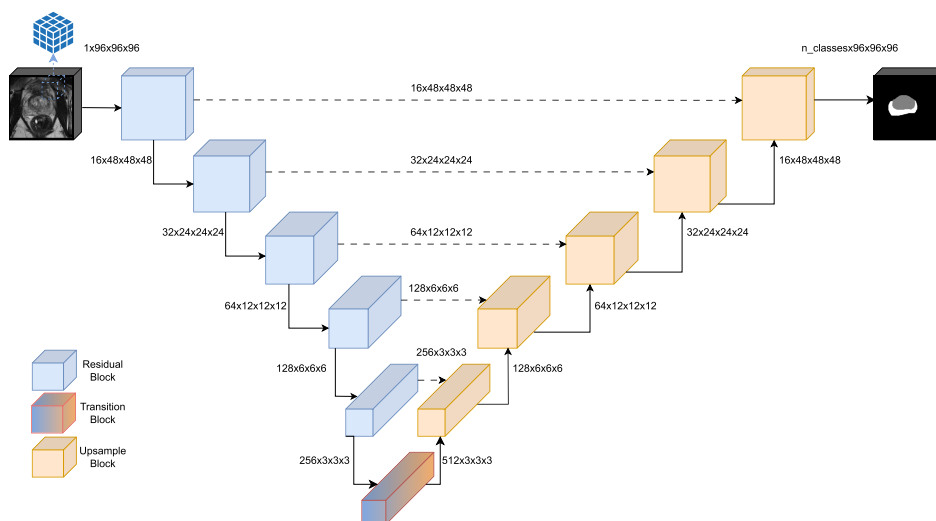 1x96x96x96
n_classesx96x96x96
16x48x48x48
16x48x48x48
32x24x24x24
16x48x48x48
32x24x24x24
64x12x12x12
32x24x24x24
64x12x12x12
128x6x6x6
64x12x12x12
256x3x3x3
128x6x6x6
128x6x6x6
256x3x3x3
512x3x3x3
Residual
Block
Transition
Block
Upsample
Block